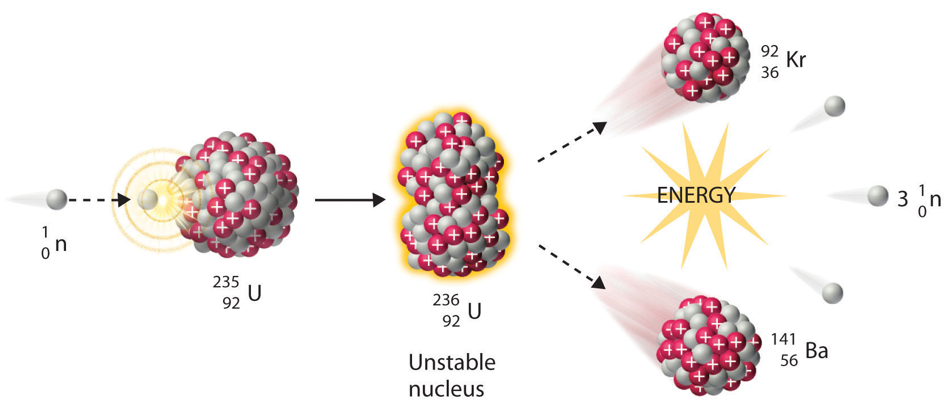 1
0 n
235
92 U
236
92 U
Unstable
nucleus
92
36 Kr
ENERGY
3 1
0 n
141
56 Ba